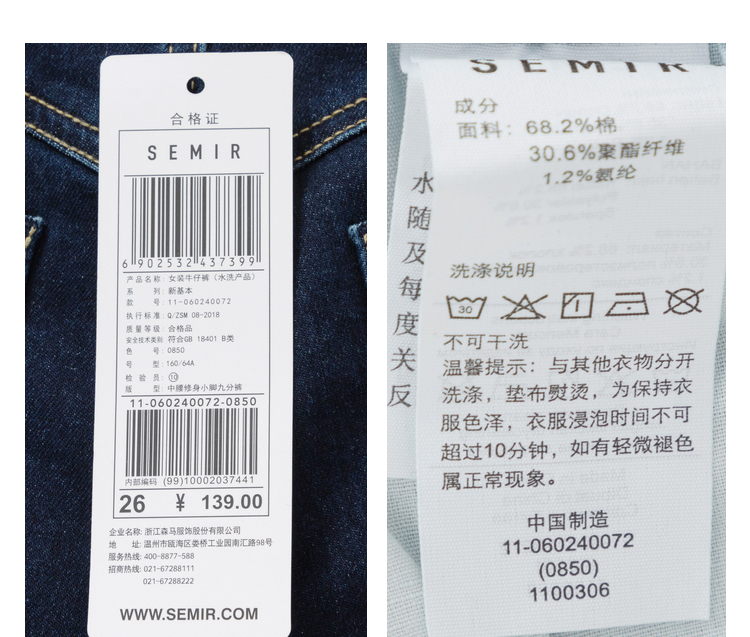 合格证
SEMIR
6 902532 437399
产品名称: 女装牛仔裤 (水洗产品)
系 列: 新基本
款 号: 11-060240072
执行标准: Q/ZSM 08-2018
质量等级: 合格品
安全技术类别: 符合GB 18401 B类
色 号: 0850
号 型: 160/64A
检 验 员: ⑩
版 型: 中腰修身小脚九分裤
11-060240072-0850
内部编码 (99)10002037441
26 ¥ 139.00
企业名称: 浙江森马服饰股份有限公司
地 址: 温州市瓯海区娄桥工业园南汇路98号
服务热线: 400-8877-588
招商热线: 021-67288111
021-67288222
WWW.SEMIR.COM
SEMIR
成分
面料: 68.2%棉
30.6%聚酯纤维
1.2%氨纶
水
随
及
每
度
关
反
洗涤说明
30
不可干洗
温馨提示: 与其他衣物分开
洗涤, 垫布熨烫, 为保持衣
服色泽, 衣服浸泡时间不可
超过10分钟, 如有轻微褪色
属正常现象。
中国制造
11-060240072
(0850)
1100306